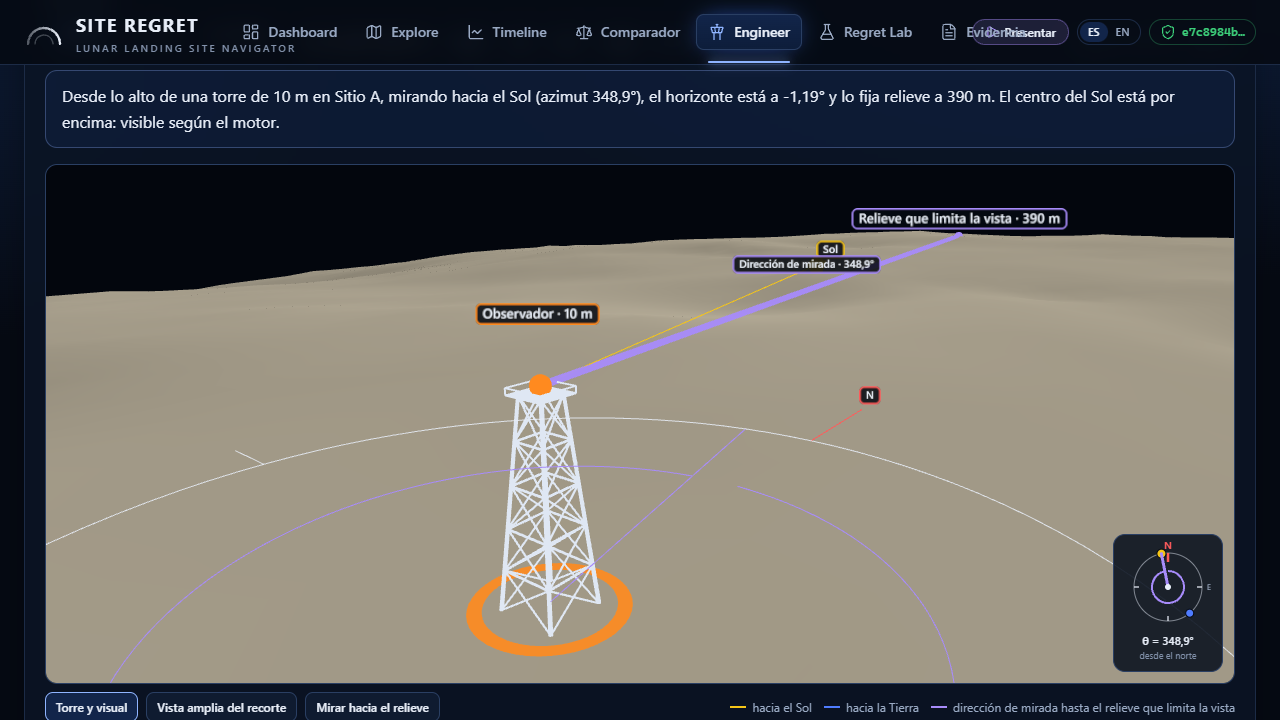 SITE REGRET
LUNAR LANDING SITE NAVIGATOR
Dashboard
Explore
Timeline
Comparador
Engineer
Regret Lab
Presentar
ES
EN
e7c8984b…
Desde lo alto de una torre de 10 m en Sitio A, mirando hacia el Sol (azimut 348,9°), el horizonte está a -1,19° y lo fija relieve a 390 m. El centro del Sol está por
encima: visible según el motor.
Relieve que limita la vista · 390 m
Sol
Dirección de mirada · 348,9°
Observador · 10 m
N
N
E
θ = 348,9°
desde el norte
Torre y visual
Vista amplia del recorte
Mirar hacia el relieve
hacia el Sol
hacia la Tierra
dirección de mirada hasta el relieve que limita la vista